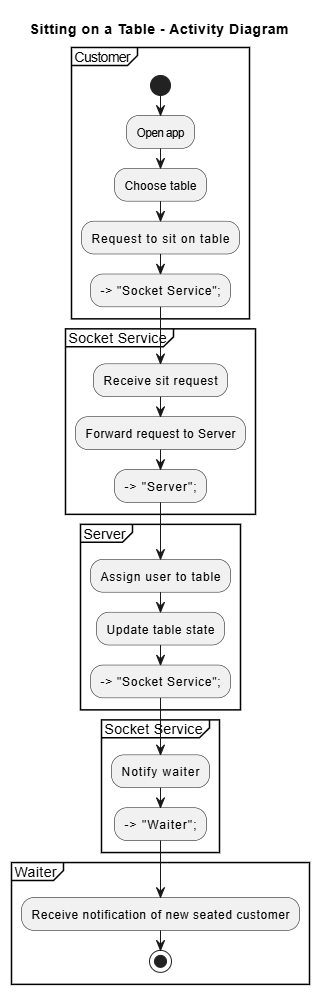 Sitting on a Table - Activity Diagram
Customer
Open app
Choose table
Request to sit on table
-> "Socket Service";
Socket Service
Receive sit request
Forward request to Server
-> "Server";
Server
Assign user to table
Update table state
-> "Socket Service";
Socket Service
Notify waiter
-> "Waiter";
Waiter
Receive notification of new seated customer